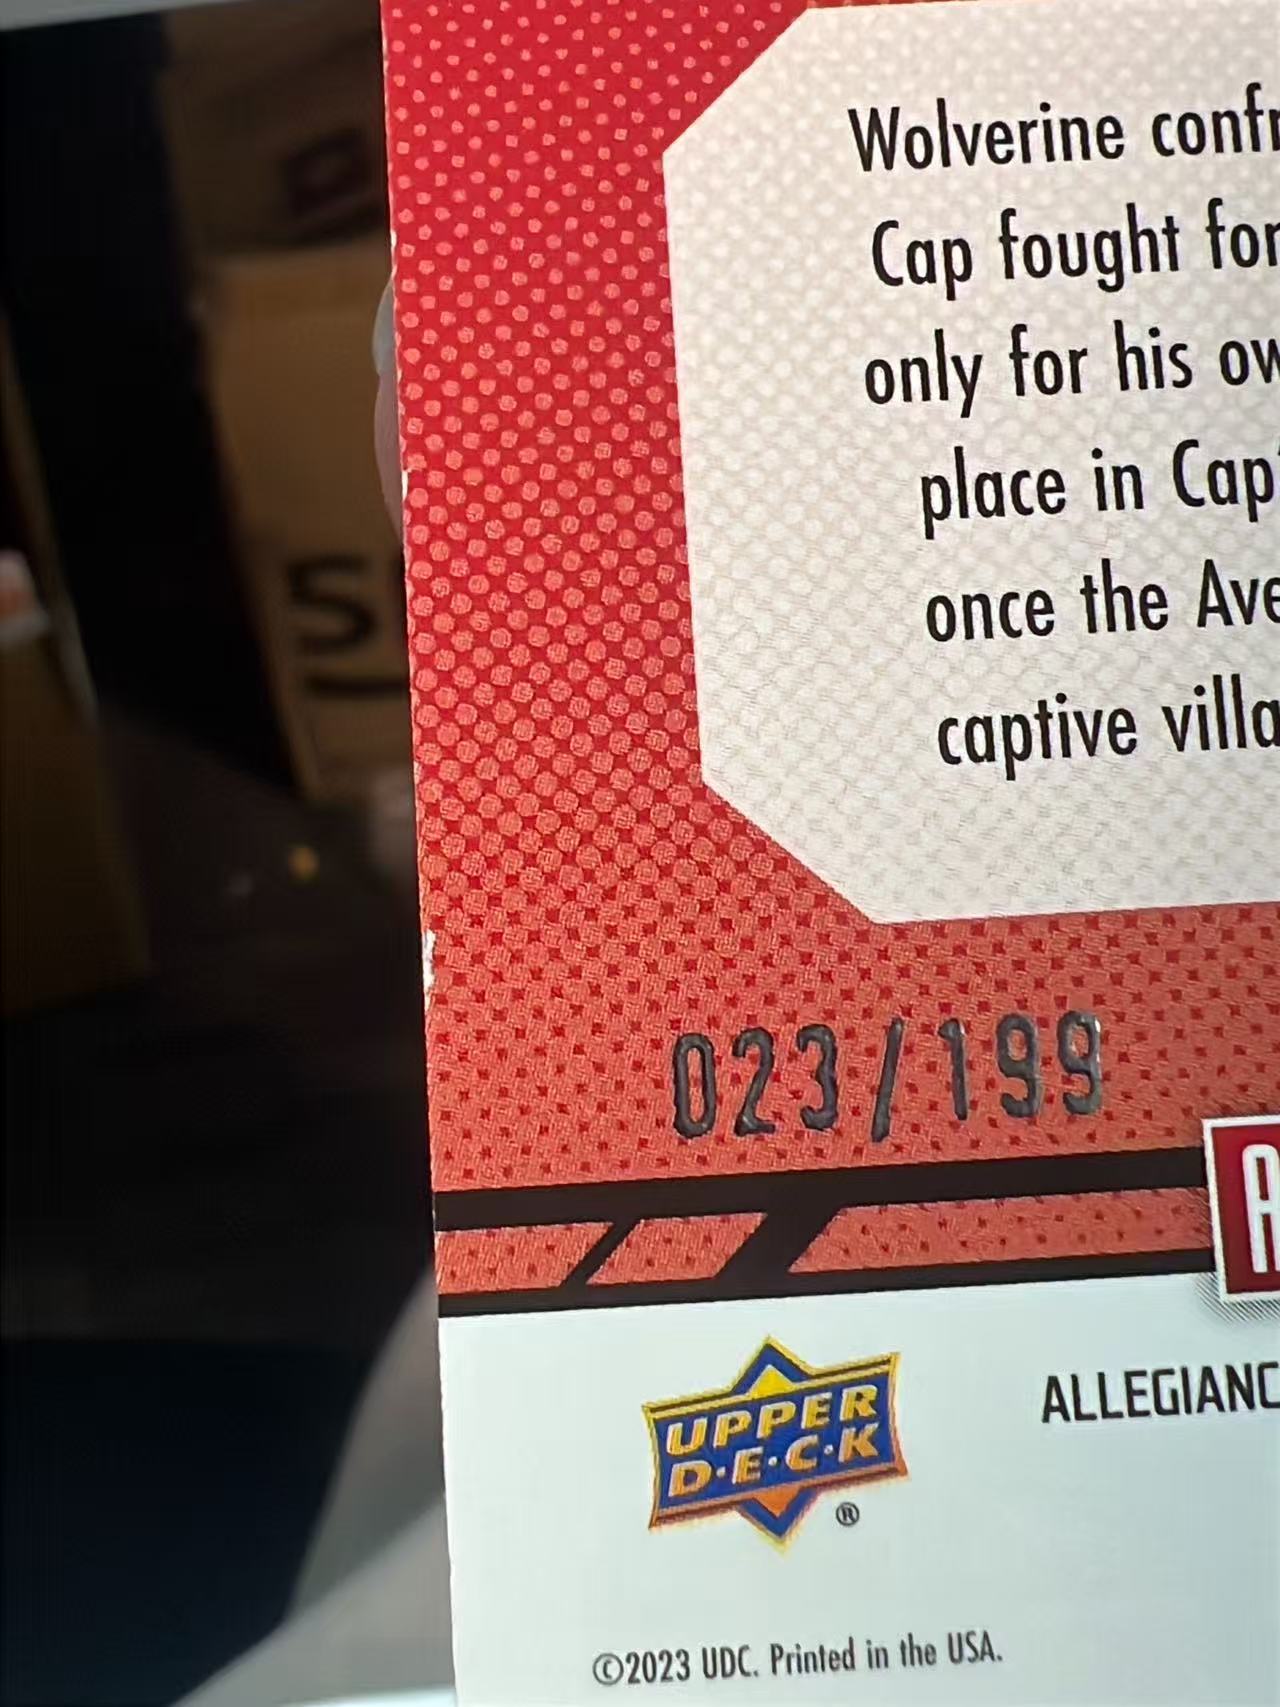 Wolverine confr
Cap fought for
only for his ow
place in Cap'
once the Ave
captive villa
023/199
A
UPPER
D·E·C·K
®
ALLEGIANC
©2023 UDC. Printed in the USA.
S